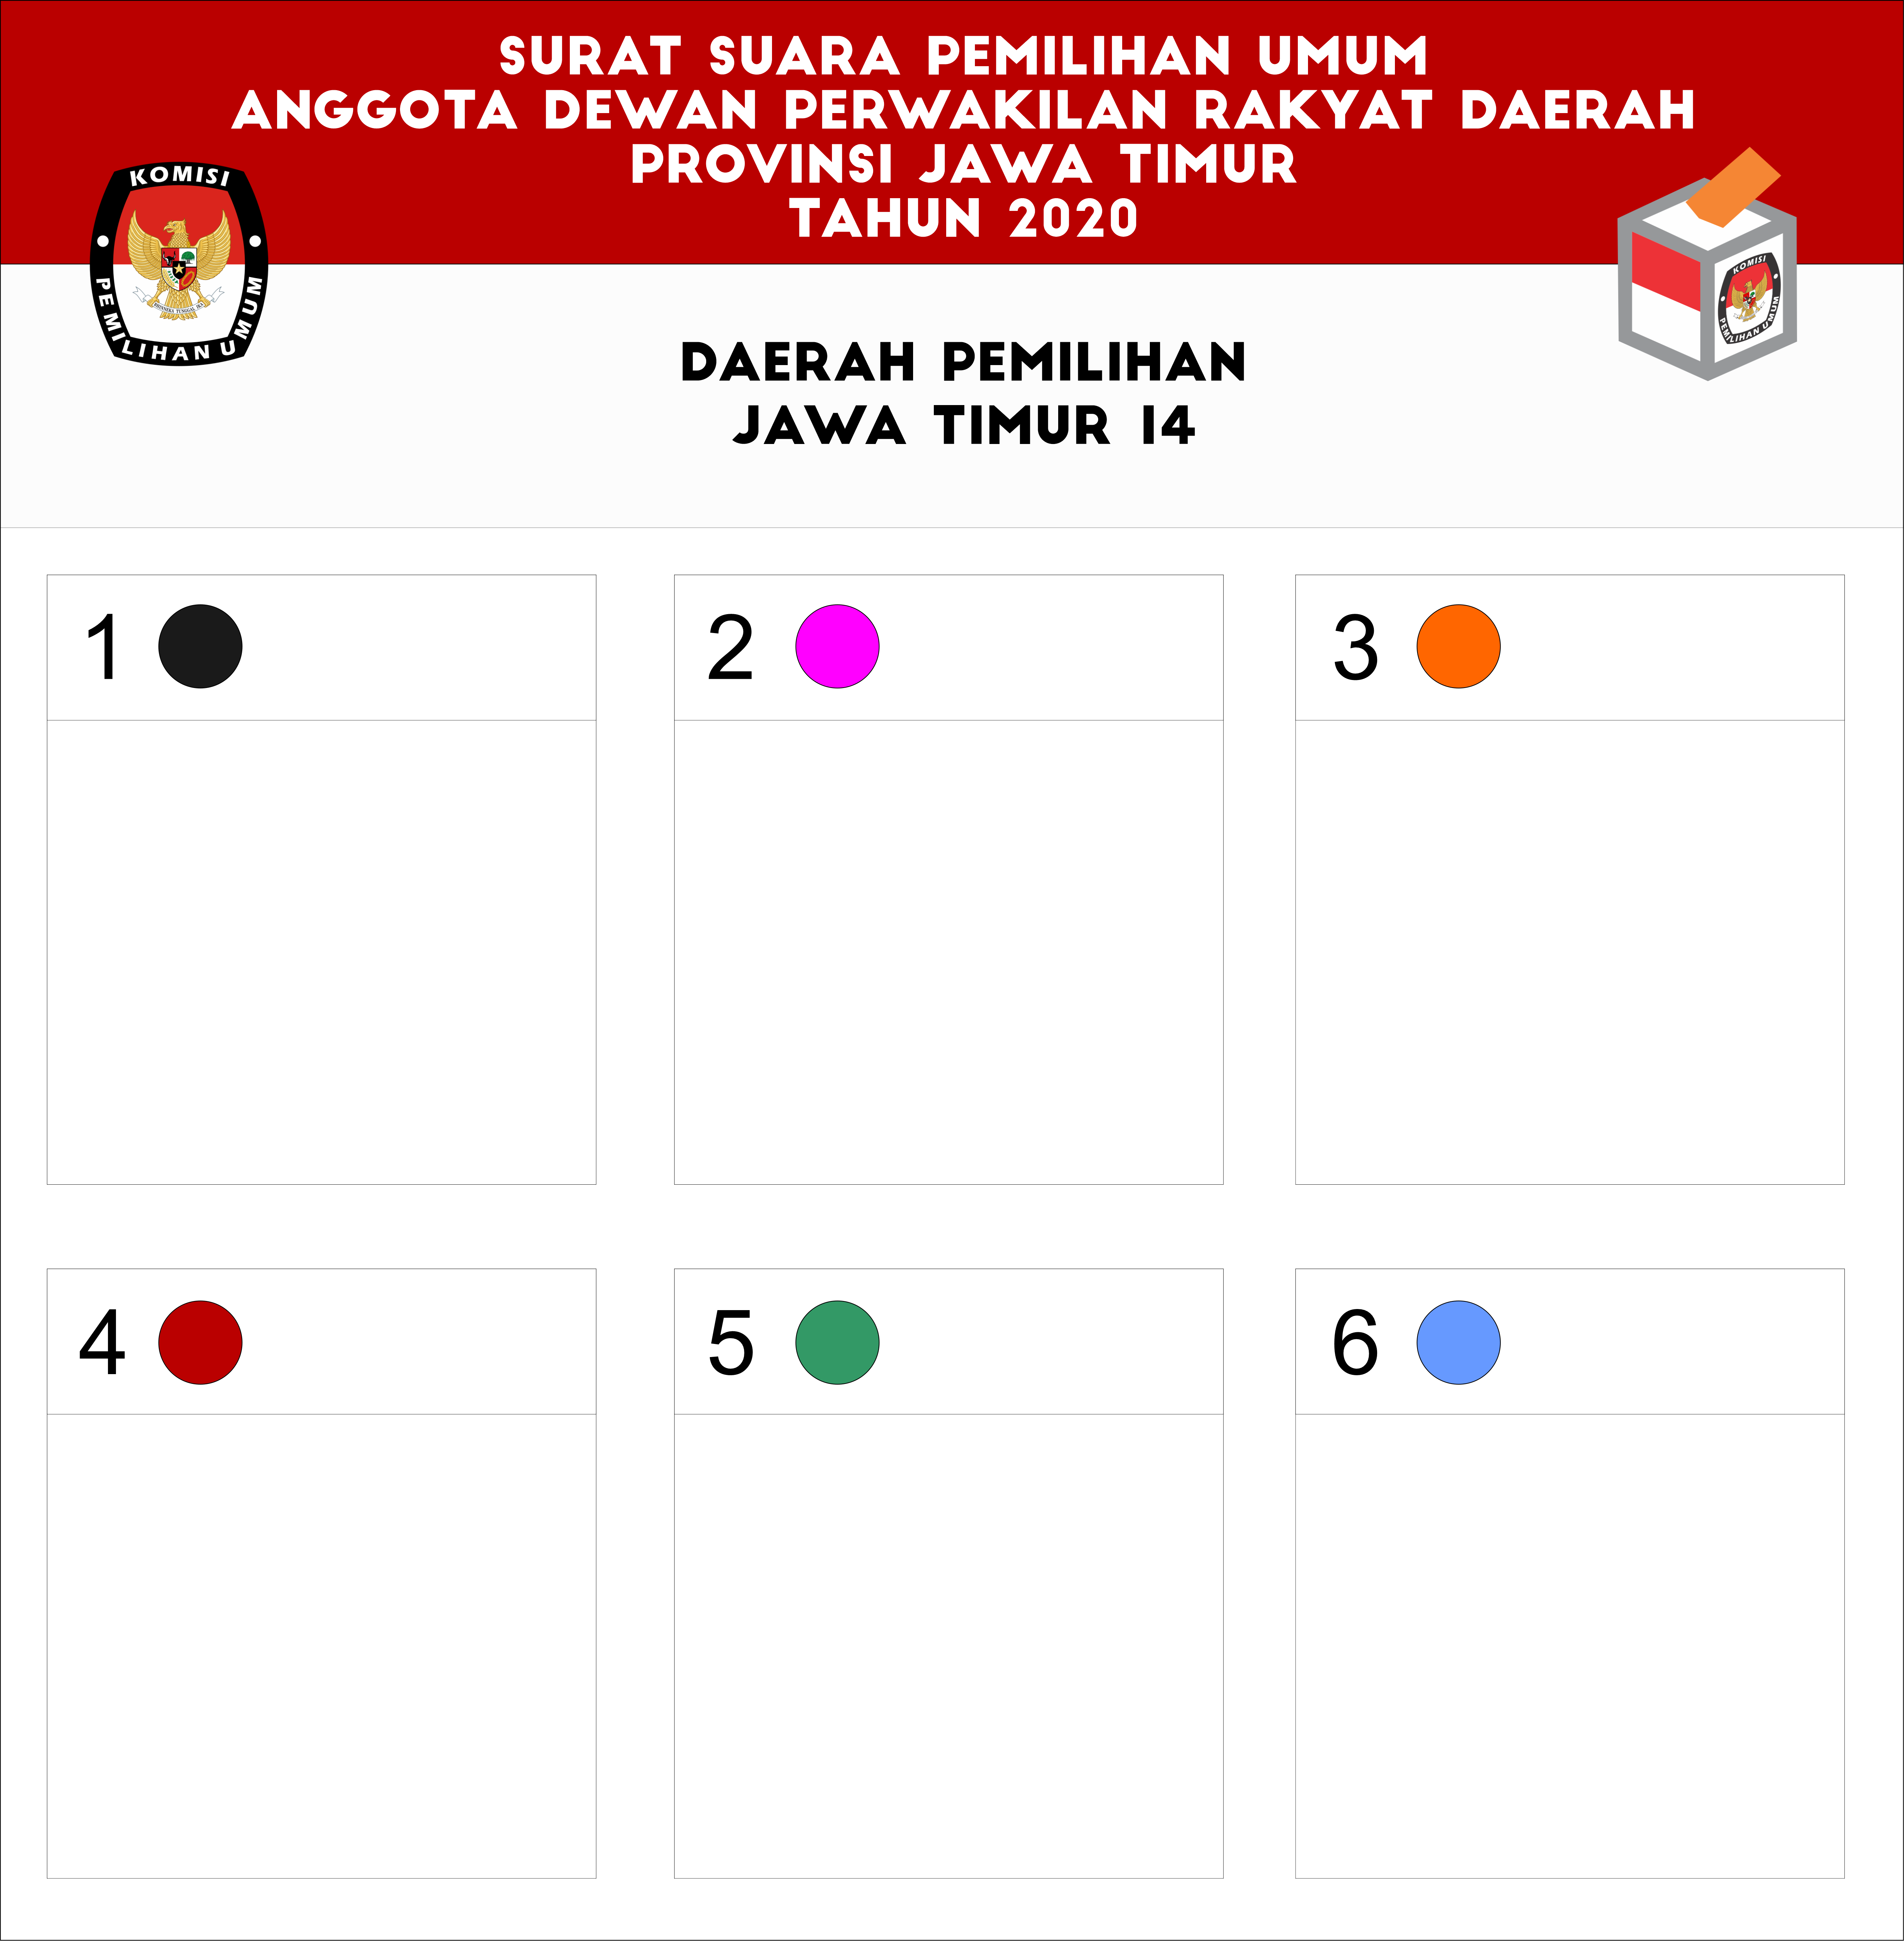 SURAT SUARA PEMILIHAN UMUM
ANGGOTA DEWAN PERWAKILAN RAKYAT DAERAH
PROVINSI JAWA TIMUR
TAHUN 2020
KOMISI
PEMILIHAN UMUM
BHINNEKA TUNGGAL IKA
KOMISI
PEMILIHAN UMUM
DAERAH PEMILIHAN
JAWA TIMUR 14
1
2
3
4
5
6